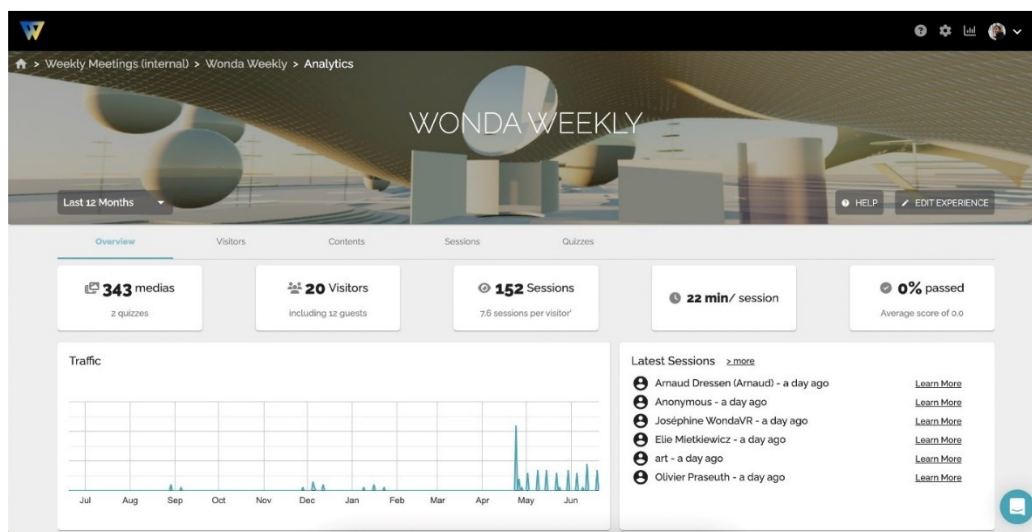 > Weekly Meetings (internal) > Wonda Weekly > Analytics
WONDA WEEKLY
Last 12 Months
HELP
EDIT EXPERIENCE
Overview Visitors Contents Sessions Quizzes
343 medias
2 quizzes
20 Visitors
including 12 guests
152 Sessions
7.6 sessions per visitor'
22 min/ session
0% passed
Average score of 0.0
Traffic
Jul Aug Sep Oct Nov Dec Jan Feb Mar Apr May Jun
Latest Sessions > more
Arnaud Dressen (Arnaud) - a day ago Learn More
Anonymous - a day ago Learn More
Joséphine WondaVR - a day ago Learn More
Elie Mietkiewicz - a day ago Learn More
art - a day ago Learn More
Olivier Praseuth - a day ago Learn More